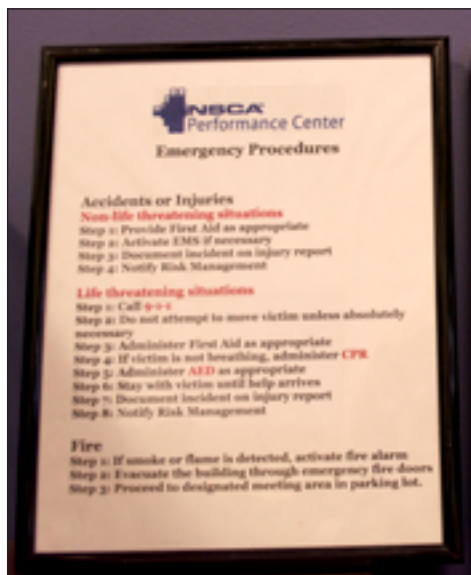 NSCA
Performance Center
Emergency Procedures
Accidents or Injuries
Non-life threatening situations
Step 1: Provide First Aid as appropriate
Step 2: Activate EMS if necessary
Step 3: Document incident on injury report
Step 4: Notify Risk Management
Life threatening situations
Step 1: Call 9-1-1
Step 2: Do not attempt to move victim unless absolutely
necessary
Step 3: Administer First Aid as appropriate
Step 4: If victim is not breathing, administer CPR
Step 5: Administer AED as appropriate
Step 6: Stay with victim until help arrives
Step 7: Document incident on injury report
Step 8: Notify Risk Management
Fire
Step 1: If smoke or flame is detected, activate fire alarm
Step 2: Evacuate the building through emergency fire doors
Step 3: Proceed to designated meeting area in parking lot.